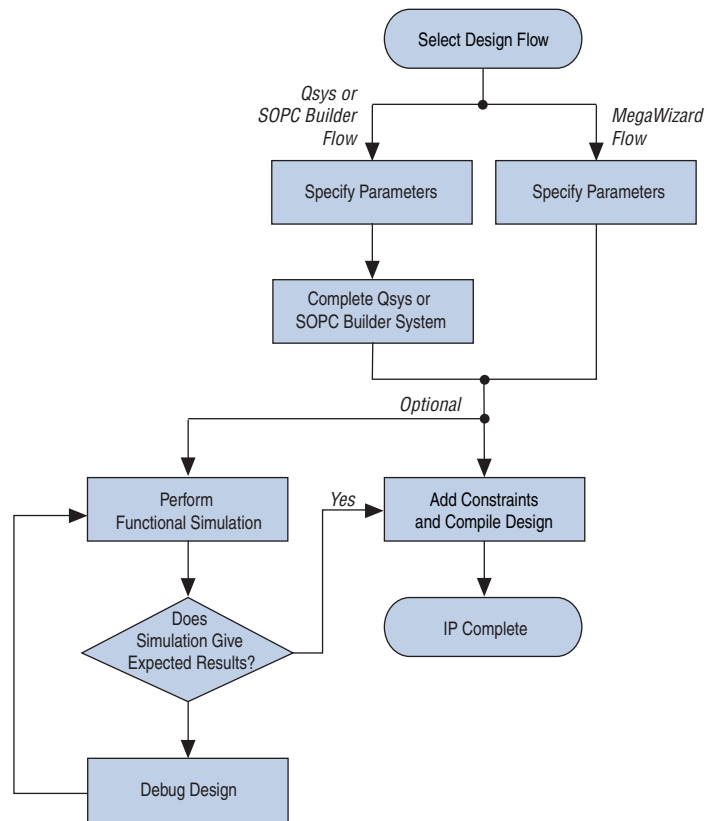 Select Design Flow
Qsys or
SOPC Builder
Flow
MegaWizard
Flow
Specify Parameters
Specify Parameters
Complete Qsys or
SOPC Builder System
Optional
Perform
Functional Simulation
Yes
Add Constraints
and Compile Design
Does
Simulation Give
Expected Results?
IP Complete
Debug Design